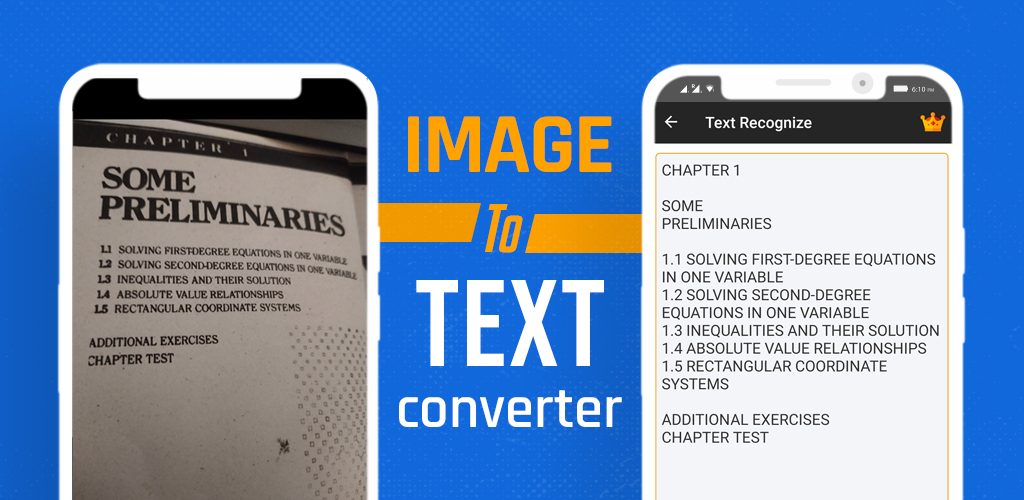 CHAPTER 1
SOME
PRELIMINARIES
1.1 SOLVING FIRST-DEGREE EQUATIONS IN ONE VARIABLE
1.2 SOLVING SECOND-DEGREE EQUATIONS IN ONE VARIABLE
1.3 INEQUALITIES AND THEIR SOLUTION
1.4 ABSOLUTE VALUE RELATIONSHIPS
1.5 RECTANGULAR COORDINATE SYSTEMS
ADDITIONAL EXERCISES
CHAPTER TEST
IMAGE
To
TEXT
converter
6:10 PM
Text Recognize
CHAPTER 1
SOME
PRELIMINARIES
1.1 SOLVING FIRST-DEGREE EQUATIONS
IN ONE VARIABLE
1.2 SOLVING SECOND-DEGREE
EQUATIONS IN ONE VARIABLE
1.3 INEQUALITIES AND THEIR SOLUTION
1.4 ABSOLUTE VALUE RELATIONSHIPS
1.5 RECTANGULAR COORDINATE
SYSTEMS
ADDITIONAL EXERCISES
CHAPTER TEST